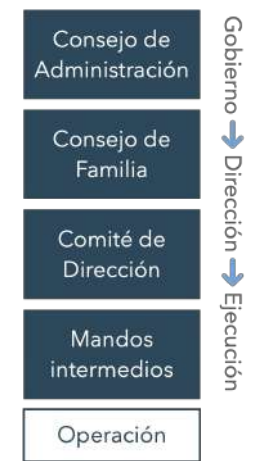 Consejo de
Administración
Consejo de
Familia
Comité de
Dirección
Mandos
intermedios
Operación
Gobierno → Dirección → Ejecución